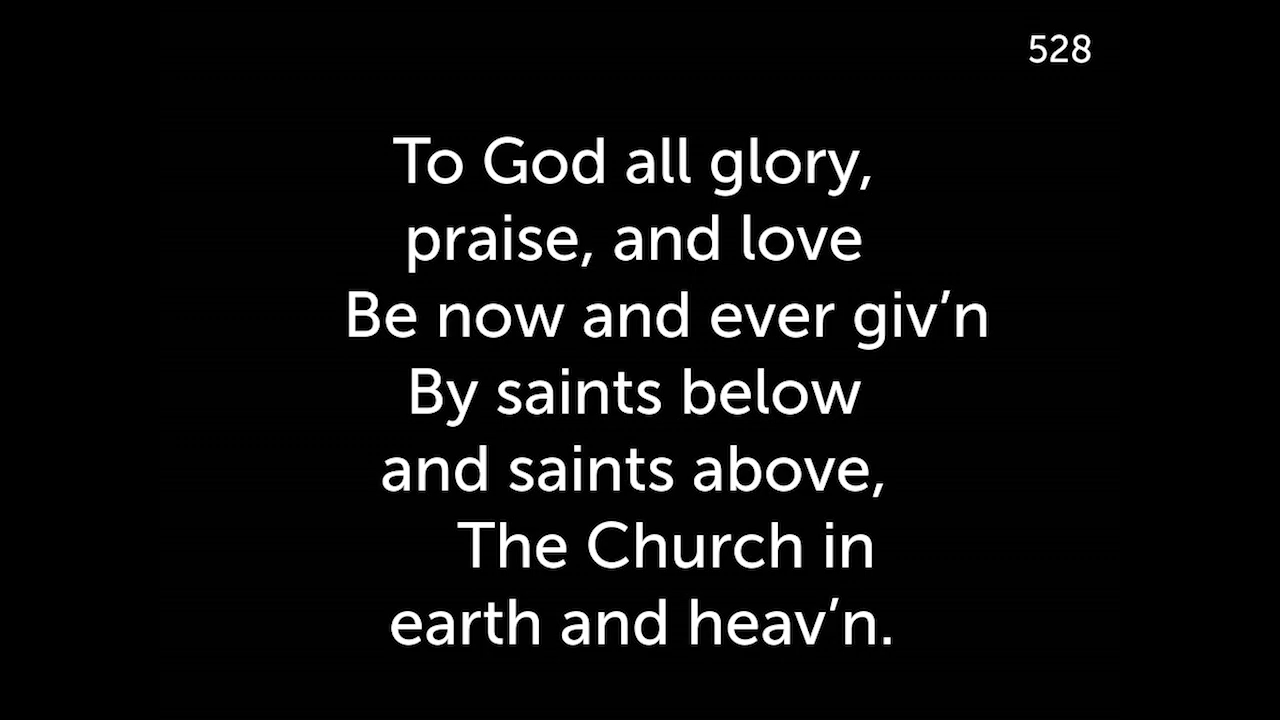 528
To God all glory,
praise, and love
Be now and ever giv’n
By saints below
and saints above,
The Church in
earth and heav’n.